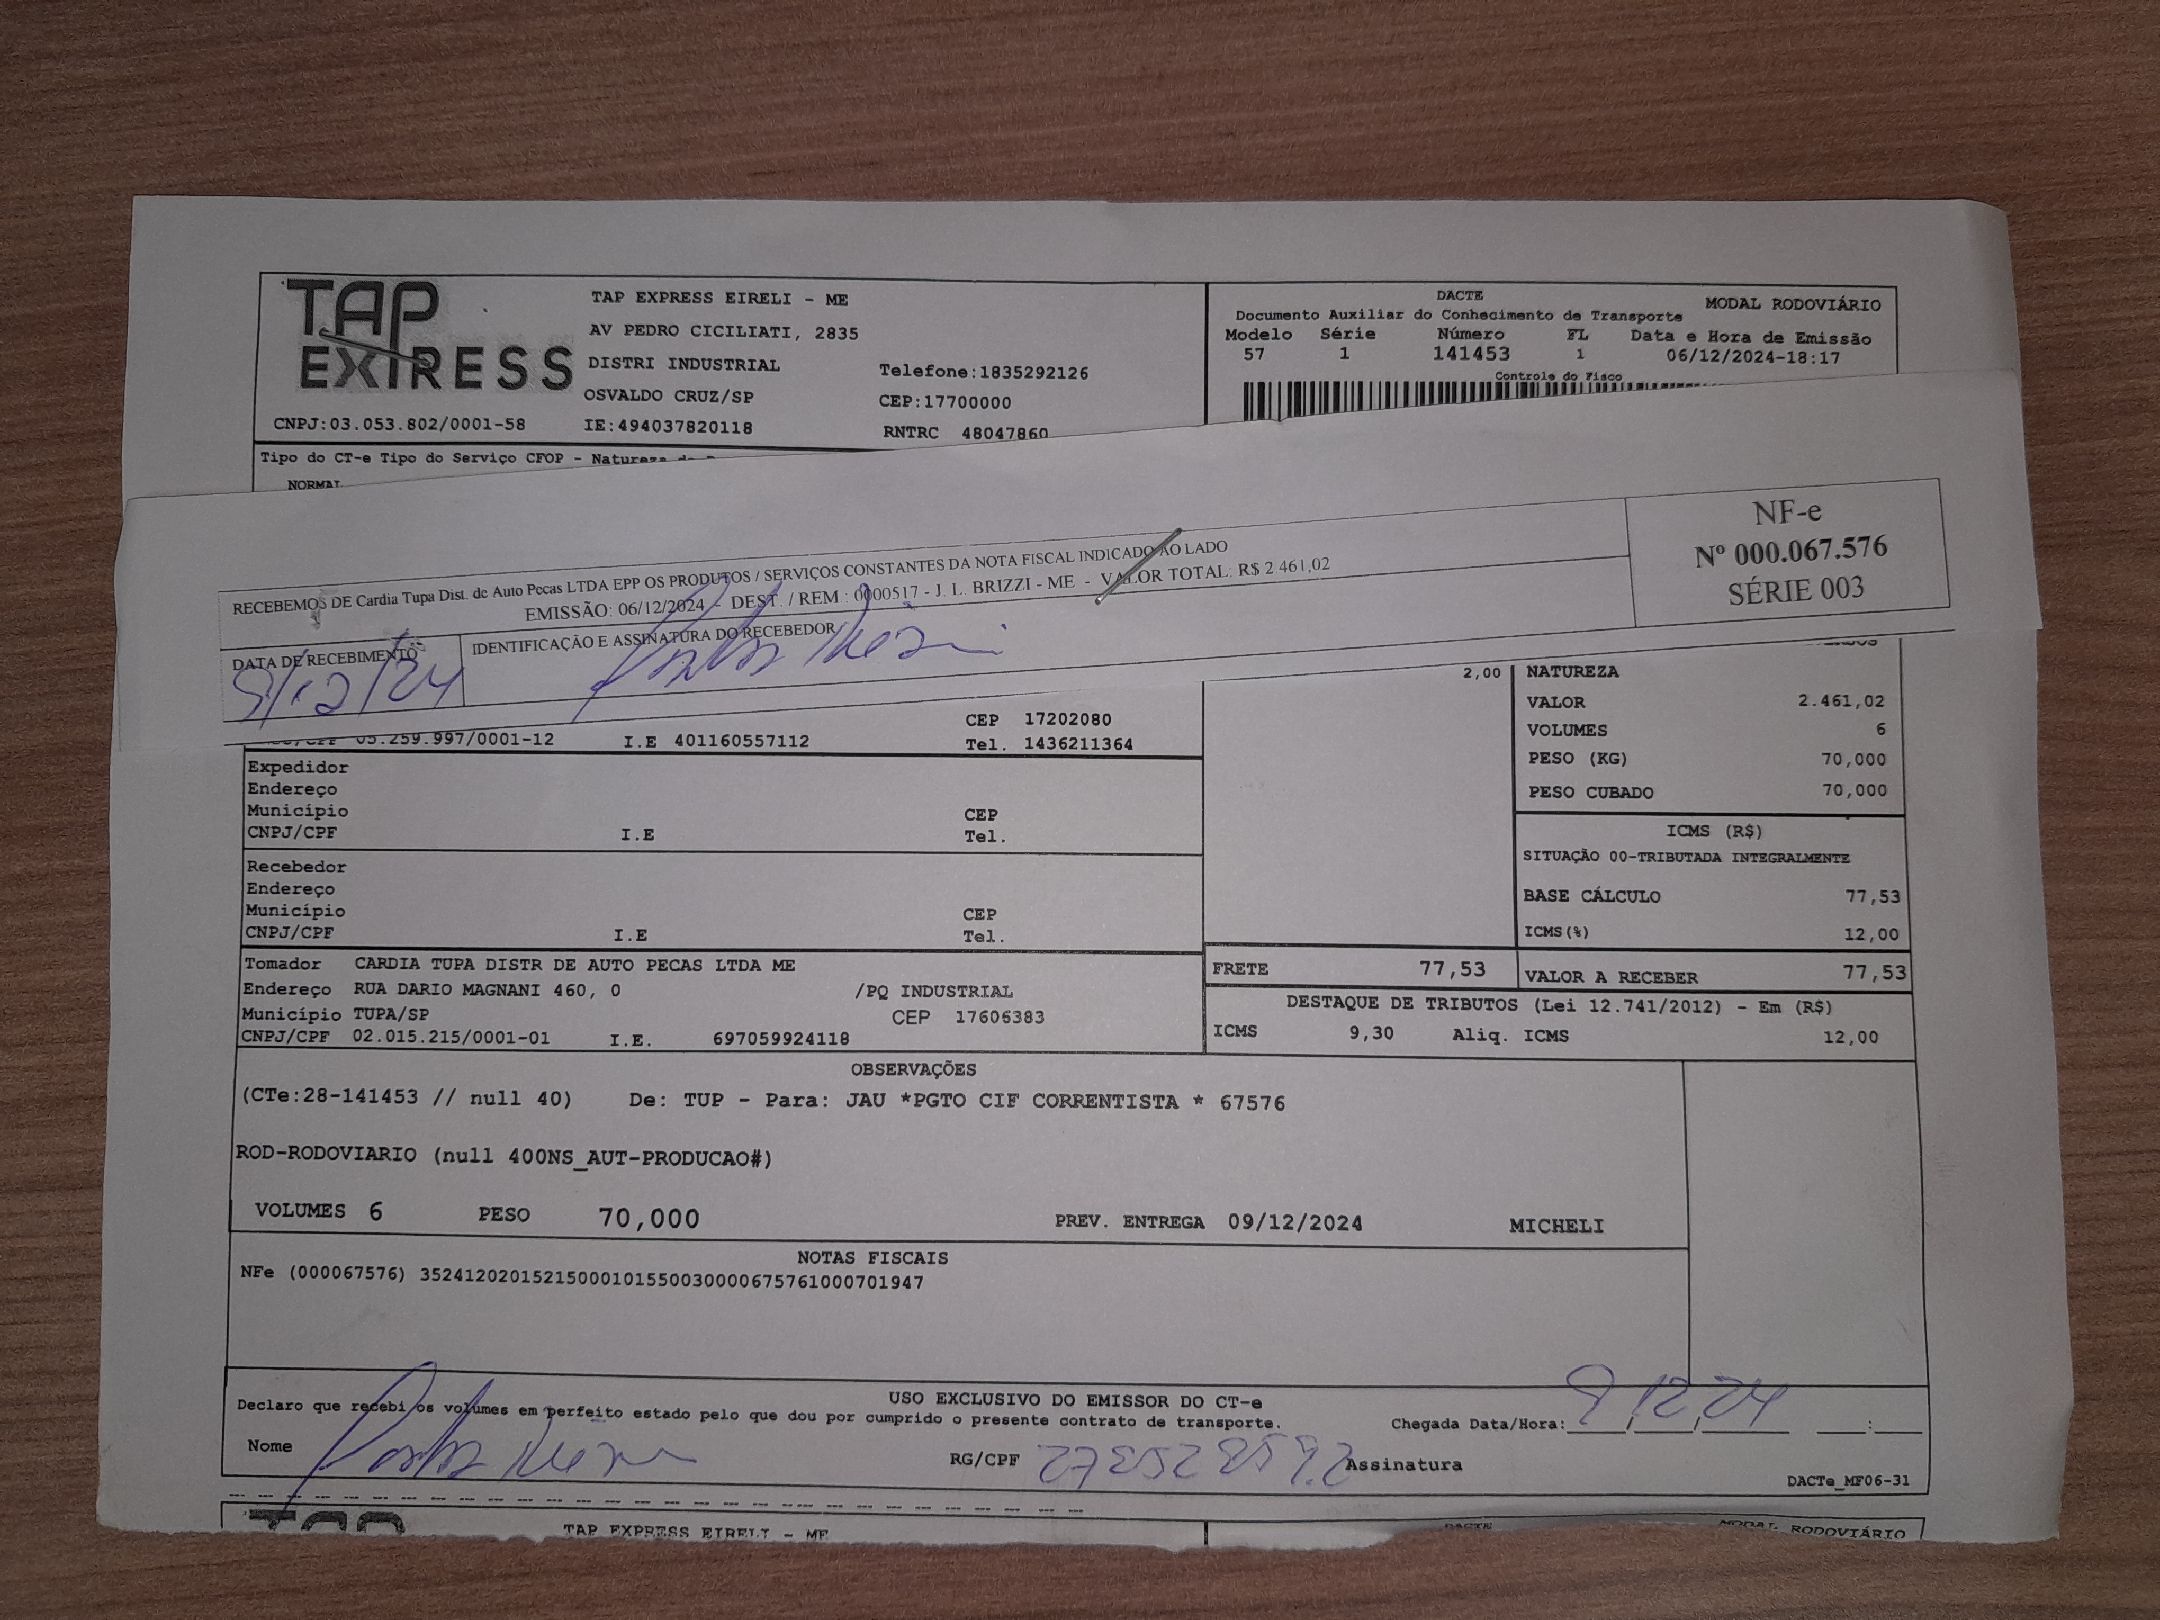 TAP EXPRESS
TAP EXPRESS EIRELI - ME
AV PEDRO CICILIATI, 2835
DISTRI INDUSTRIAL
Telefone:1835292126
OSVALDO CRUZ/SP
CEP:17700000
CNPJ:03.053.802/0001-58
IE:494037820118
RNTRC 48047860
DACTE
MODAL RODOVIÁRIO
Documento Auxiliar do Conhecimento de Transporte
Modelo Série Número FL Data e Hora de Emissão
57 1 141453 1 06/12/2024-18:17
Controle do Fisco
Tipo do CT-e Tipo do Serviço CFOP - Natureza
NORMAL
RECEBEMOS DE Cardia Tupa Dist. de Auto Pecas LTDA EPP OS PRODUTOS / SERVIÇOS CONSTANTES DA NOTA FISCAL INDICADO AO LADO
EMISSÃO: 06/12/2024 - DEST. / REM.: 0000517 - J. L. BRIZZI - ME - VALOR TOTAL: R$ 2.461,02
DATA DE RECEBIMENTO
9/12/24
IDENTIFICAÇÃO E ASSINATURA DO RECEBEDOR
NF-e
Nº 000.067.576
SÉRIE 003
CEP 17202080
05.259.997/0001-12 I.E 401160557112 Tel. 1436211364
2,00
NATUREZA
VALOR 2.461,02
VOLUMES 6
PESO (KG) 70,000
PESO CUBADO 70,000
Expedidor
Endereço
Município CEP
CNPJ/CPF I.E Tel.
Recebedor
Endereço
Município CEP
CNPJ/CPF I.E Tel.
ICMS (R$)
SITUAÇÃO 00-TRIBUTADA INTEGRALMENTE
BASE CÁLCULO 77,53
ICMS(%) 12,00
Tomador CARDIA TUPA DISTR DE AUTO PECAS LTDA ME
Endereço RUA DARIO MAGNANI 460, 0 /PQ INDUSTRIAL
Município TUPA/SP CEP 17606383
CNPJ/CPF 02.015.215/0001-01 I.E. 697059924118
FRETE 77,53 VALOR A RECEBER 77,53
DESTAQUE DE TRIBUTOS (Lei 12.741/2012) - Em (R$)
ICMS 9,30 Aliq. ICMS 12,00
OBSERVAÇÕES
(CTe:28-141453 // null 40) De: TUP - Para: JAU *PGTO CIF CORRENTISTA * 67576
ROD-RODOVIARIO (null 400NS_AUT-PRODUCAO#)
VOLUMES 6 PESO 70,000 PREV. ENTREGA 09/12/2024 MICHELI
NOTAS FISCAIS
NFe (000067576) 35241202015215000101550030000675761000701947
USO EXCLUSIVO DO EMISSOR DO CT-e
Declaro que recebi os volumes em perfeito estado pelo que dou por cumprido o presente contrato de transporte.
Chegada Data/Hora: 9/12/24 :
Nome
RG/CPF
Assinatura
DACTe_MF06-31
TAP EXPRESS EIRELI - ME
DACTE
MODAL RODOVIÁRIO